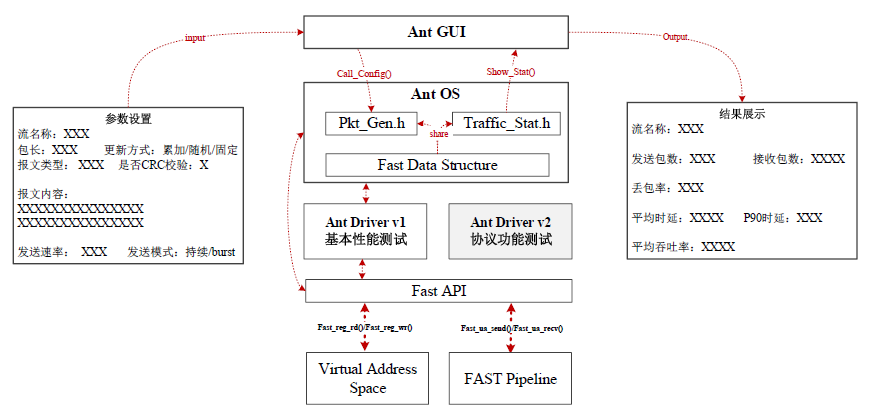 Ant GUI
input
Output
Call_Config()
Show_Stat()
Ant OS
Pkt_Gen.h
Traffic_Stat.h
share
Fast Data Structure
参数设置
流名称：XXX
包长：XXX 更新方式：累加/随机/固定
报文类型： XXX 是否CRC校验：X
报文内容：
XXXXXXXXXXXXXXX
XXXXXXXXXXXXXXX
发送速率： XXX 发送模式：持续/burst
结果展示
流名称：XXX
发送包数：XXX 接收包数：XXXX
丢包率：XXX
平均时延：XXXX P90时延：XXX
平均吞吐率：XXXX
Ant Driver v1
基本性能测试
Ant Driver v2
协议功能测试
Fast API
Fast_reg_rd()/Fast_reg_wr()
Fast_ua_send()/Fast_ua_recv()
Virtual Address
Space
FAST Pipeline